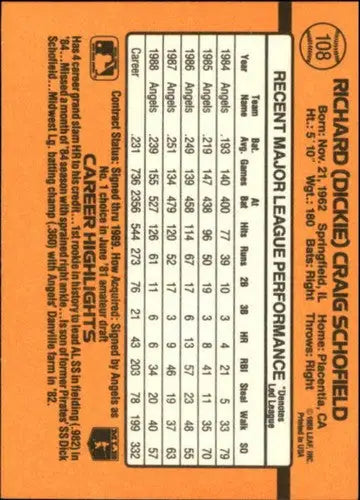 108
RICHARD (DICKIE) CRAIG SCHOFIELD
Born: Nov. 21, 1962 Springfield, IL Home: Placentia, CA
Ht.: 5' 10" Wgt.: 180 Bats: Right Throws: Right
© 1988 LEAF, INC.
Printed in USA
RECENT MAJOR LEAGUE PERFORMANCE
*Denotes Led League
Year Team Name Bat. Avg. Games At Bat Hits Runs 2B 3B HR RBI Steal Walk SO
1984 Angels .193 140 400 77 39 10 3 4 21 5 33 79
1985 Angels .219 147 438 96 50 19 3 8 41 11 35 70
1986 Angels .249 139 458 114 67 17 6 13 57 23 48 55
1987 Angels .251 134 479 120 52 17 3 9 46 19 37 63
1988 Angels .239 155 527 126 61 11 6 6 34 20 40 57
Career .231 736 2356 544 273 76 21 43 203 78 199 332
Contract Status: Signed thru 1989. How Acquired: Signed by Angels as
No. 1 choice in June '81 amateur draft
CAREER HIGHLIGHTS
Has 4 career grand slam HR to his credit...1st rookie in history to lead AL SS in fielding (.982) in
'84...Missed a month of '84 season with sprained right ankle...Is son of former Pirates' SS Dick
Schofield...Midwest Lg. batting champ (.360) with Angels' Danville farm in '82.